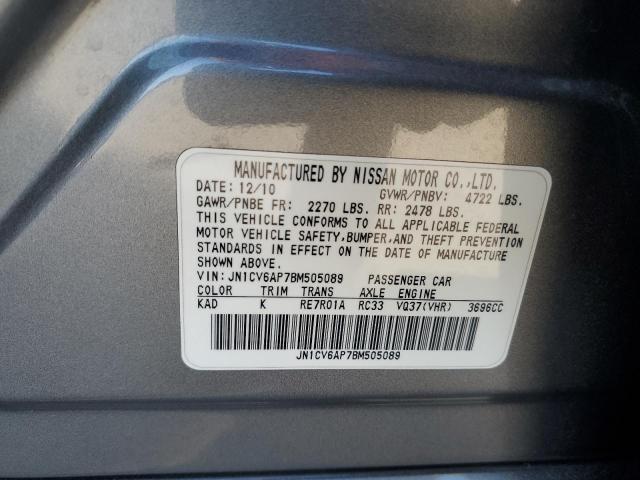 MANUFACTURED BY NISSAN MOTOR CO.,LTD.
DATE: 12/10 GVWR/PNBV: 4722 LBS.
GAWR/PNBE FR: 2270 LBS. RR: 2478 LBS.
THIS VEHICLE CONFORMS TO ALL APPLICABLE FEDERAL
MOTOR VEHICLE SAFETY,BUMPER,AND THEFT PREVENTION
STANDARDS IN EFFECT ON THE DATE OF MANUFACTURE
SHOWN ABOVE.
VIN:JN1CV6AP7BM505089 PASSENGER CAR
COLOR TRIM TRANS AXLE ENGINE
KAD K RE7R01A RC33 VQ37(VHR) 3696CC
JN1CV6AP7BM505089